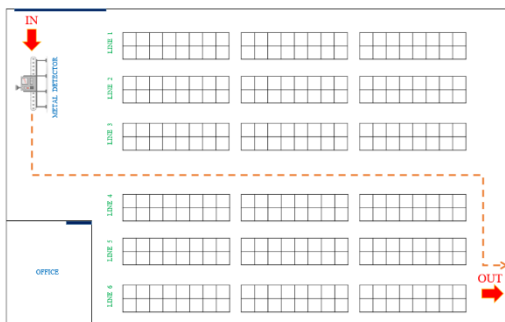 IN
METAL DETECTOR
LINE 1
LINE 2
LINE 3
LINE 4
LINE 5
LINE 6
OFFICE
OUT